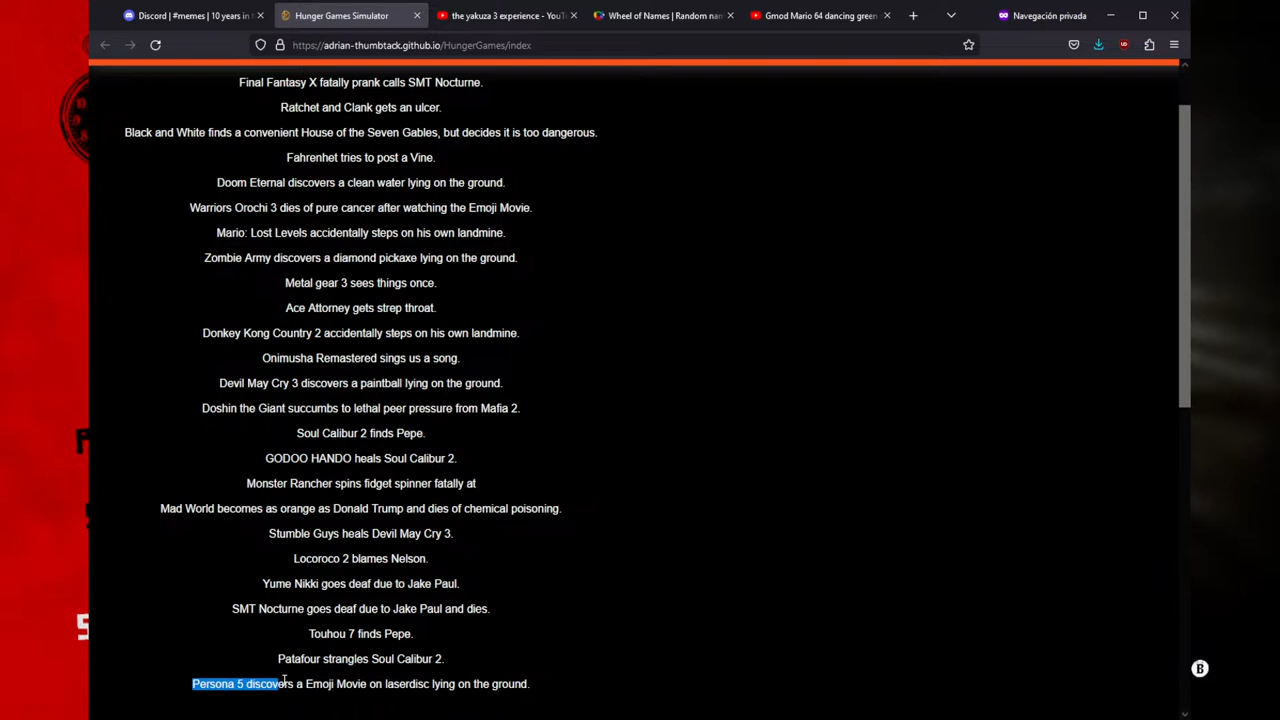 Discord | #memes | 10 years in t
Hunger Games Simulator
the yakuza 3 experience - YouT
Wheel of Names | Random nam
Gmod Mario 64 dancing green
Navegación privada
https://adrian-thumbtack.github.io/HungerGames/index
Final Fantasy X fatally prank calls SMT Nocturne.
Ratchet and Clank gets an ulcer.
Black and White finds a convenient House of the Seven Gables, but decides it is too dangerous.
Fahrenhet tries to post a Vine.
Doom Eternal discovers a clean water lying on the ground.
Warriors Orochi 3 dies of pure cancer after watching the Emoji Movie.
Mario: Lost Levels accidentally steps on his own landmine.
Zombie Army discovers a diamond pickaxe lying on the ground.
Metal gear 3 sees things once.
Ace Attorney gets strep throat.
Donkey Kong Country 2 accidentally steps on his own landmine.
Onimusha Remastered sings us a song.
Devil May Cry 3 discovers a paintball lying on the ground.
Doshin the Giant succumbs to lethal peer pressure from Mafia 2.
Soul Calibur 2 finds Pepe.
GODOO HANDO heals Soul Calibur 2.
Monster Rancher spins fidget spinner fatally at
Mad World becomes as orange as Donald Trump and dies of chemical poisoning.
Stumble Guys heals Devil May Cry 3.
Locoroco 2 blames Nelson.
Yume Nikki goes deaf due to Jake Paul.
SMT Nocturne goes deaf due to Jake Paul and dies.
Touhou 7 finds Pepe.
Patafour strangles Soul Calibur 2.
Persona 5 discovers a Emoji Movie on laserdisc lying on the ground.
B